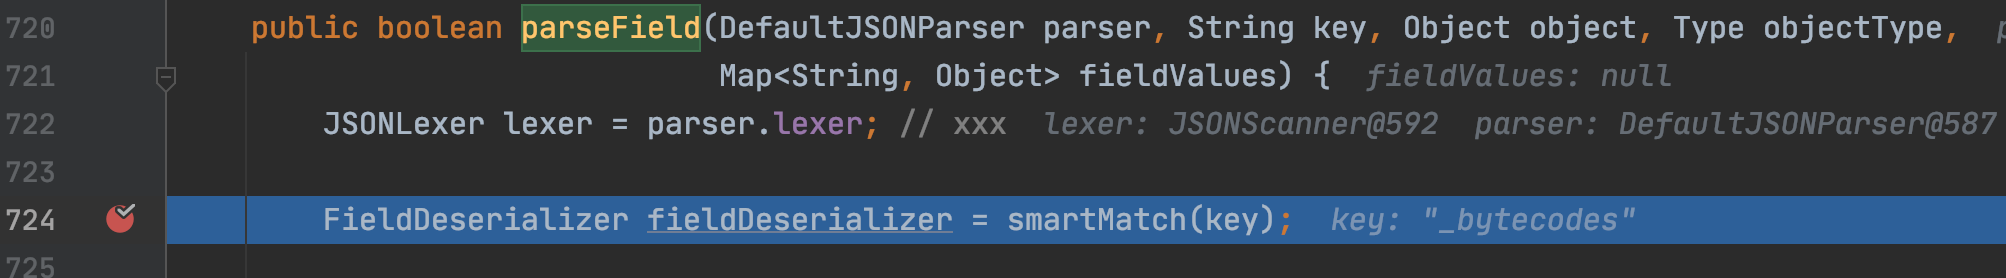 720 public boolean parseField(DefaultJSONParser parser, String key, Object object, Type objectType,
721 Map<String, Object> fieldValues) { fieldValues: null
722 JSONLexer lexer = parser.lexer; // xxx lexer: JSONScanner@592 parser: DefaultJSONParser@587
723
724 FieldDeserializer fieldDeserializer = smartMatch(key); key: "_bytecodes"
725